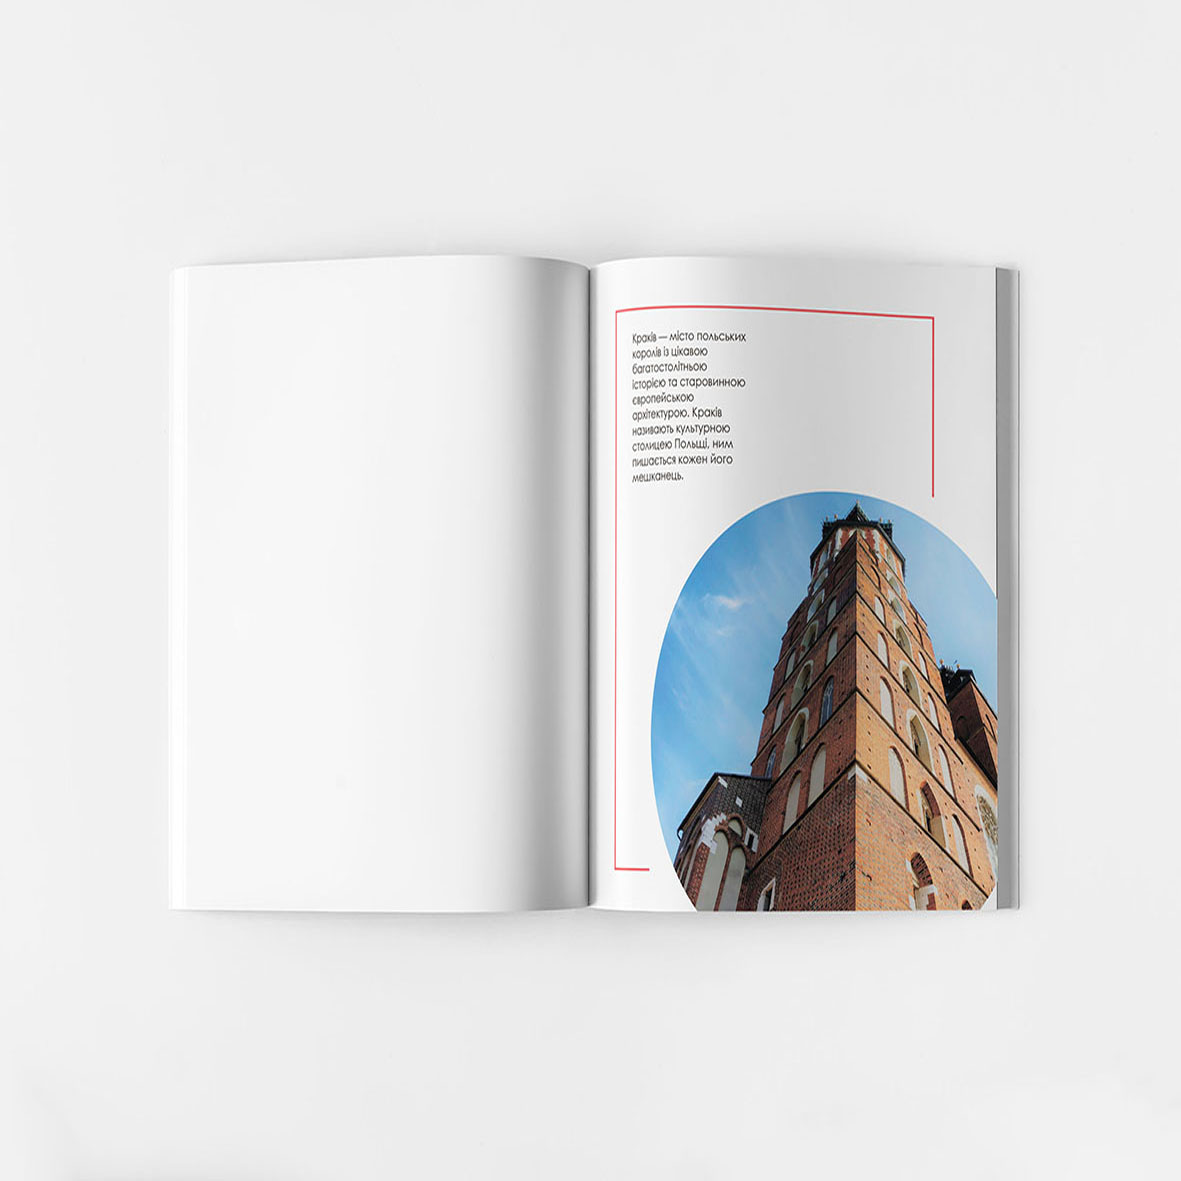 Краків — місто польських
королів із цікавою
багатостолітньою
історією та старовинною
європейською
архітектурою. Краків
називають культурною
столицею Польщі, ним
пишається кожен його
мешканець.